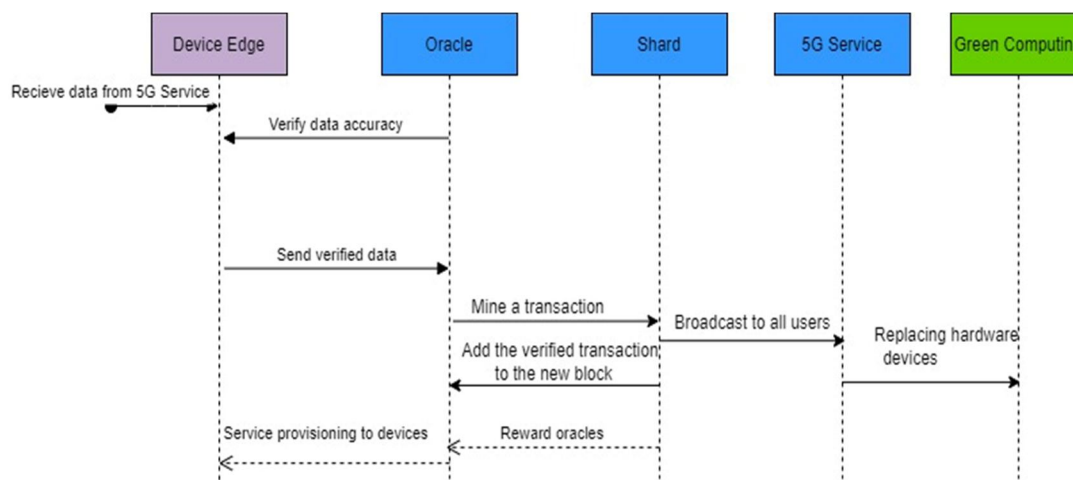 Device Edge
Oracle
Shard
5G Service
Green Computin
Recieve data from 5G Service
Verify data accuracy
Send verified data
Mine a transaction
Broadcast to all users
Replacing hardware
devices
Add the verified transaction
to the new block
Service provisioning to devices
Reward oracles